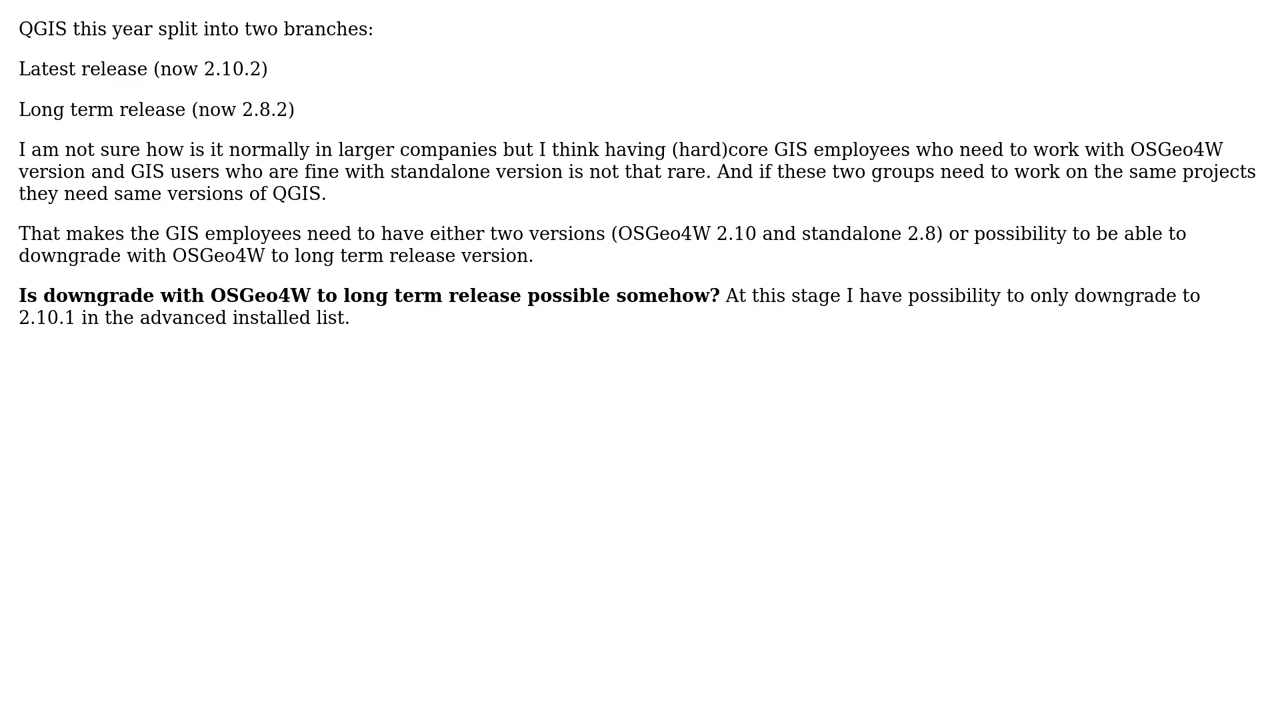 QGIS this year split into two branches:
Latest release (now 2.10.2)
Long term release (now 2.8.2)
I am not sure how is it normally in larger companies but I think having (hard)core GIS employees who need to work with OSGeo4W
version and GIS users who are fine with standalone version is not that rare. And if these two groups need to work on the same projects
they need same versions of QGIS.
That makes the GIS employees need to have either two versions (OSGeo4W 2.10 and standalone 2.8) or possibility to be able to
downgrade with OSGeo4W to long term release version.
Is downgrade with OSGeo4W to long term release possible somehow? At this stage I have possibility to only downgrade to
2.10.1 in the advanced installed list.